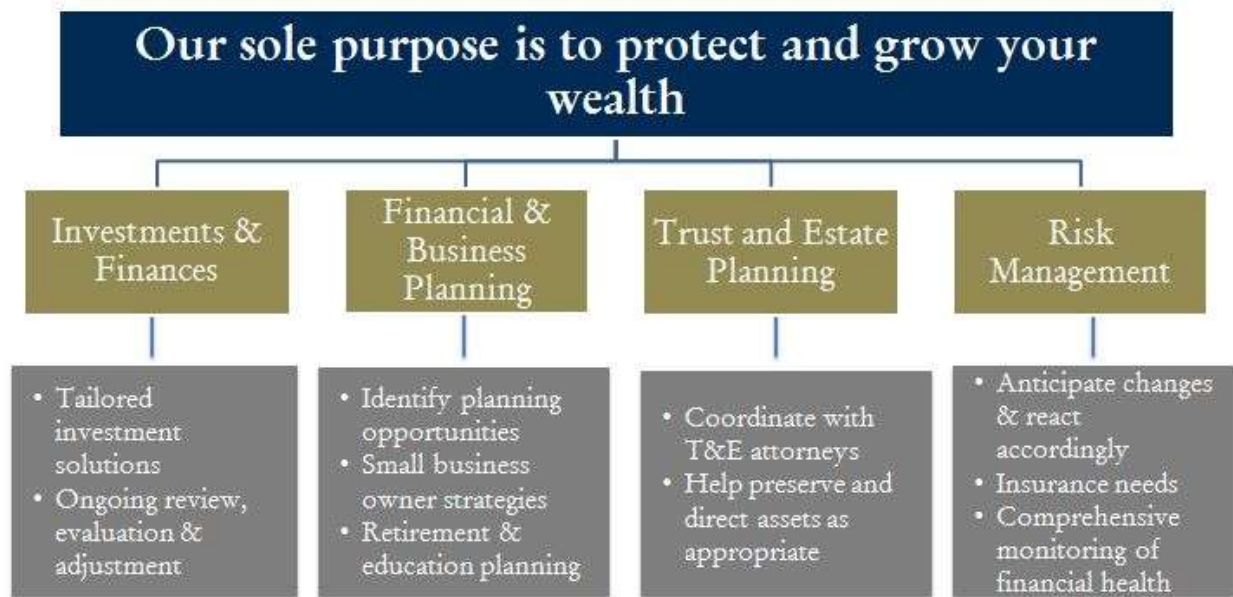 Our sole purpose is to protect and grow your
wealth
Investments &
Finances
Financial &
Business
Planning
Trust and Estate
Planning
Risk
Management
• Tailored
investment
solutions
• Ongoing review,
evaluation &
adjustment
• Identify planning
opportunities
• Small business
owner strategies
• Retirement &
education planning
• Coordinate with
T&E attorneys
• Help preserve and
direct assets as
appropriate
• Anticipate changes
& react
accordingly
• Insurance needs
• Comprehensive
monitoring of
financial health